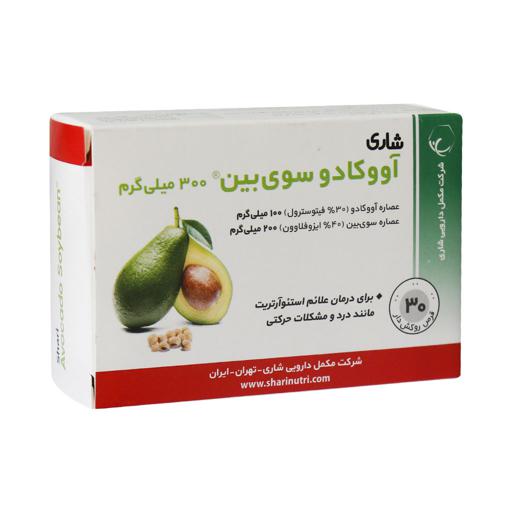 شاری
آووکادو سوی‌بین® ۳۰۰ میلی‌گرم
عصاره آووکادو (۳۰% فیتوسترول) ۱۰۰ میلی‌گرم
عصاره سوی‌بین (۴۰% ایزوفلاوون) ۲۰۰ میلی‌گرم
برای درمان علائم استئوآرتریت
مانند درد و مشکلات حرکتی
شرکت مکمل دارویی شاری-تهران-ایران
www.sharinutri.com
شرکت مکمل دارویی شاری
۳۰
قرص روکش دار
Shari
Avocado Soybean